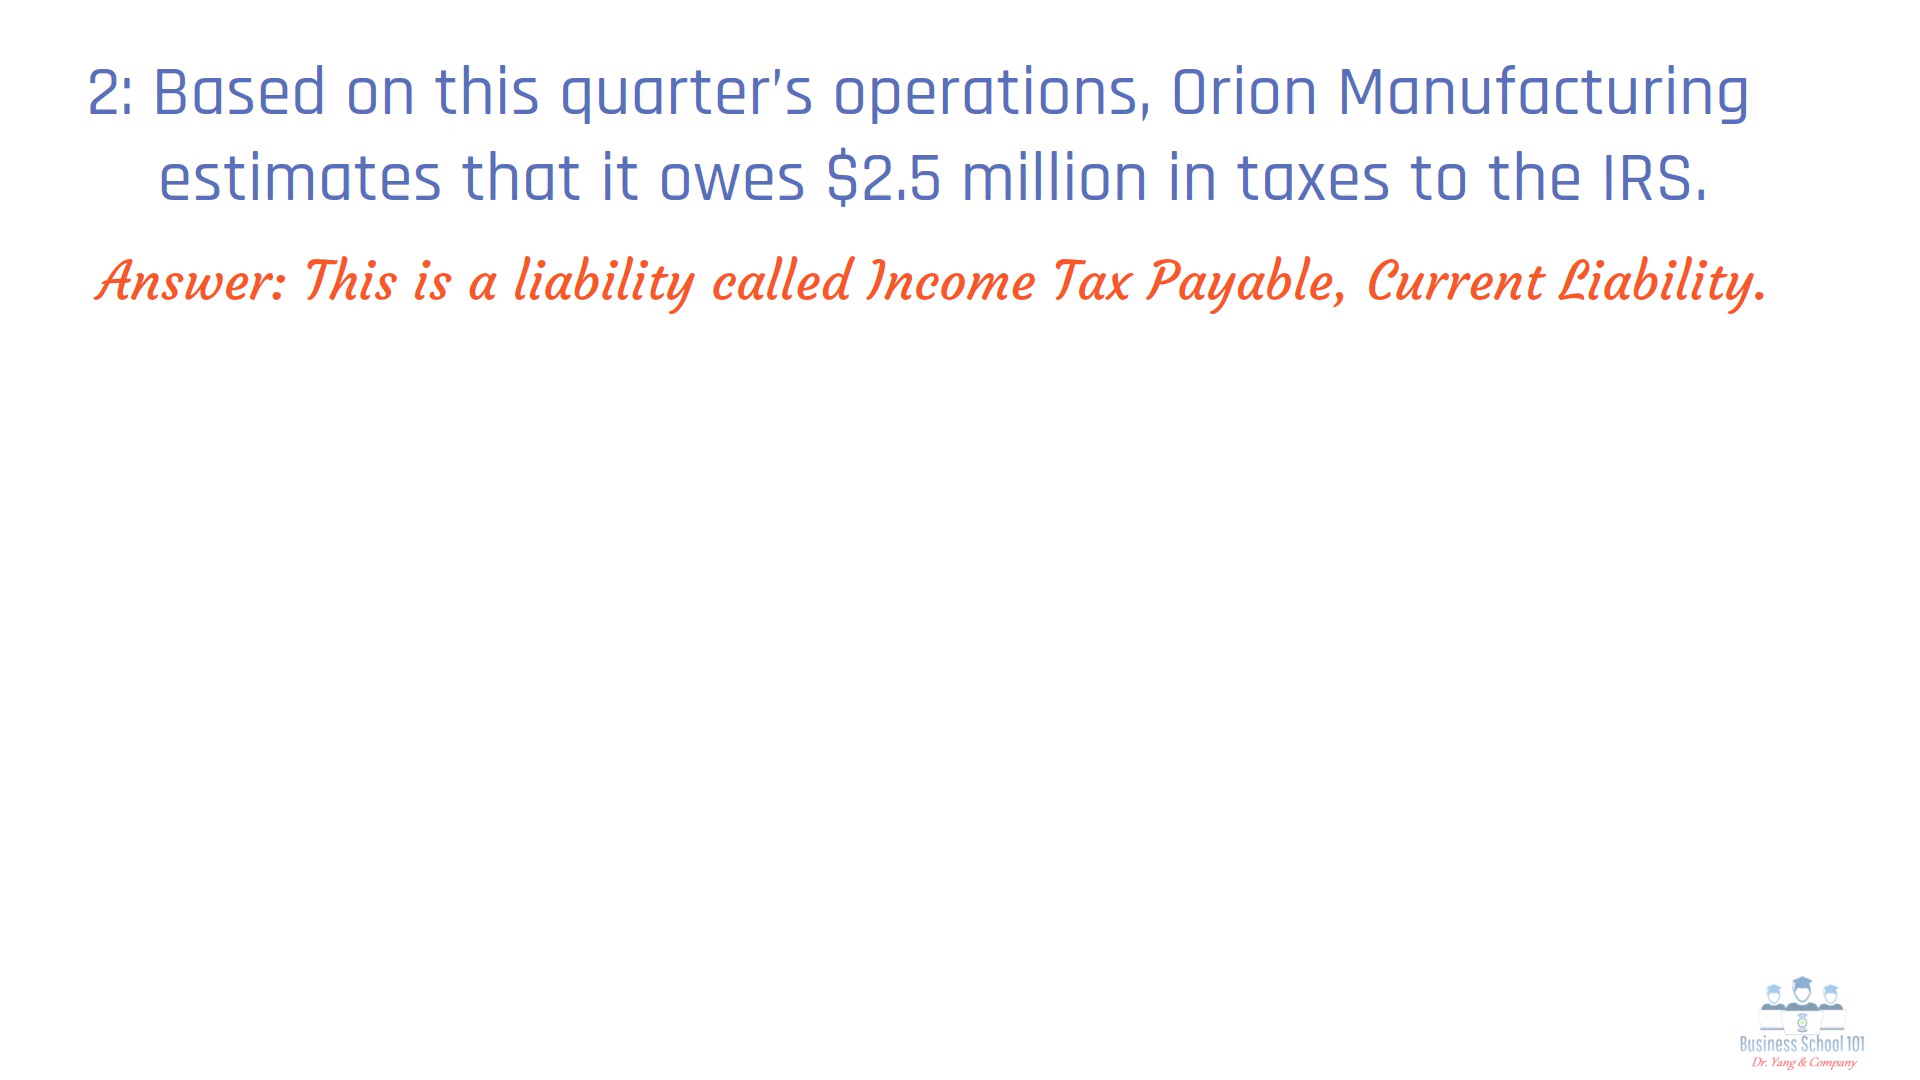 2: Based on this quarter's operations, Orion Manufacturing
estimates that it owes $2.5 million in taxes to the IRS.
Answer: This is a liability called Income Tax Payable, Current Liability.
Business School 101
Dr. Yang & Company